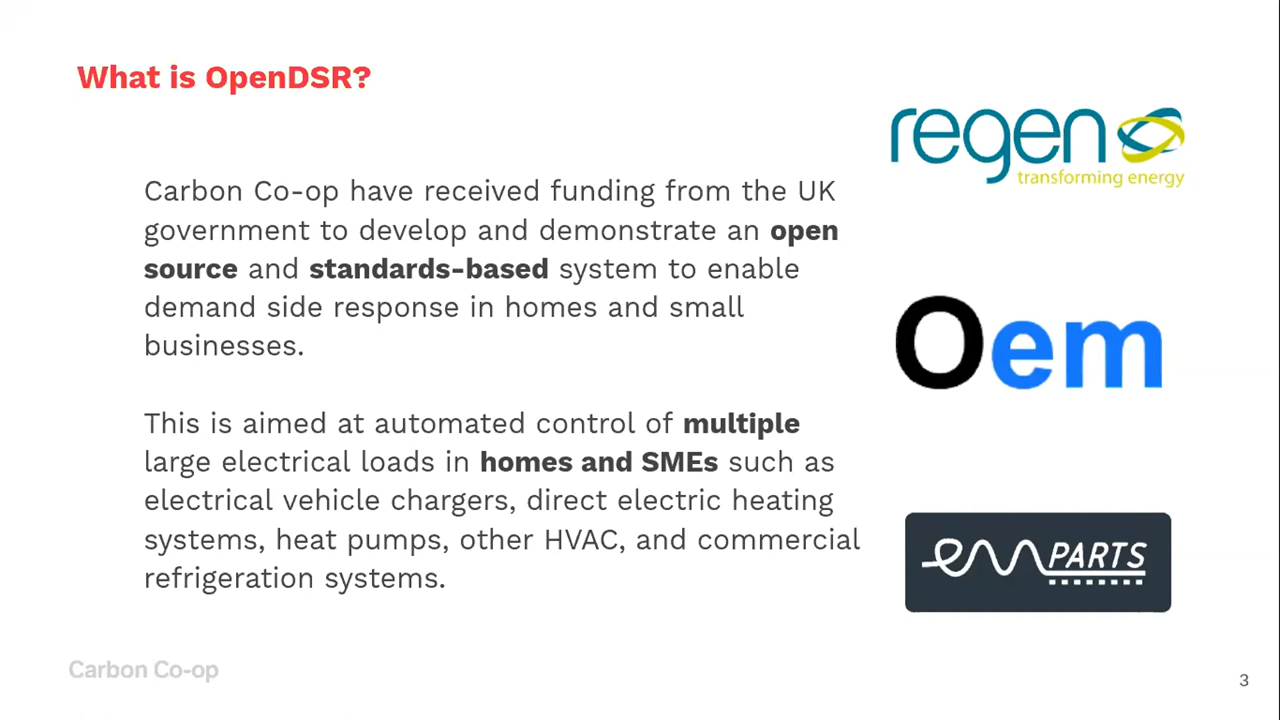 What is OpenDSR?
Carbon Co-op have received funding from the UK
government to develop and demonstrate an open
source and standards-based system to enable
demand side response in homes and small
businesses.
This is aimed at automated control of multiple
large electrical loads in homes and SMEs such as
electrical vehicle chargers, direct electric heating
systems, heat pumps, other HVAC, and commercial
refrigeration systems.
regen
transforming energy
Oem
em PARTS
Carbon Co-op
3